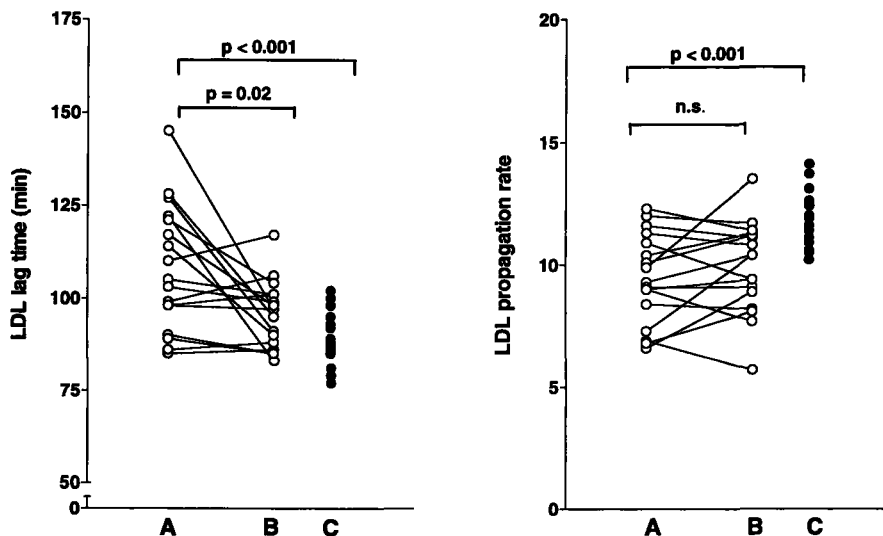 175
150
125
100
75
50
0
LDL lag time (min)
p < 0.001
p = 0.02
A B C
20
15
10
5
0
LDL propagation rate
p < 0.001
n.s.
A B C